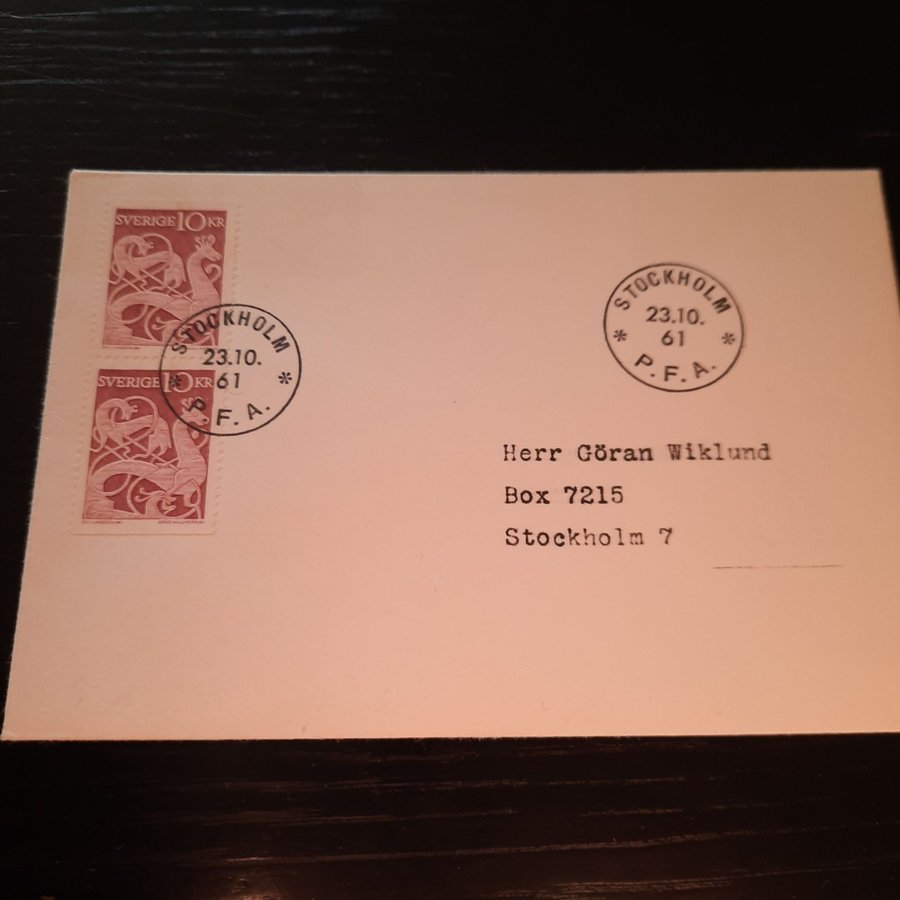 SVERIGE 10 KR
STOCKHOLM
23.10.
61
* P.F.A. *
SVERIGE 10 KR
STOCKHOLM
23.10.
61
* P.F.A. *
Herr Göran Wiklund
Box 7215
Stockholm 7